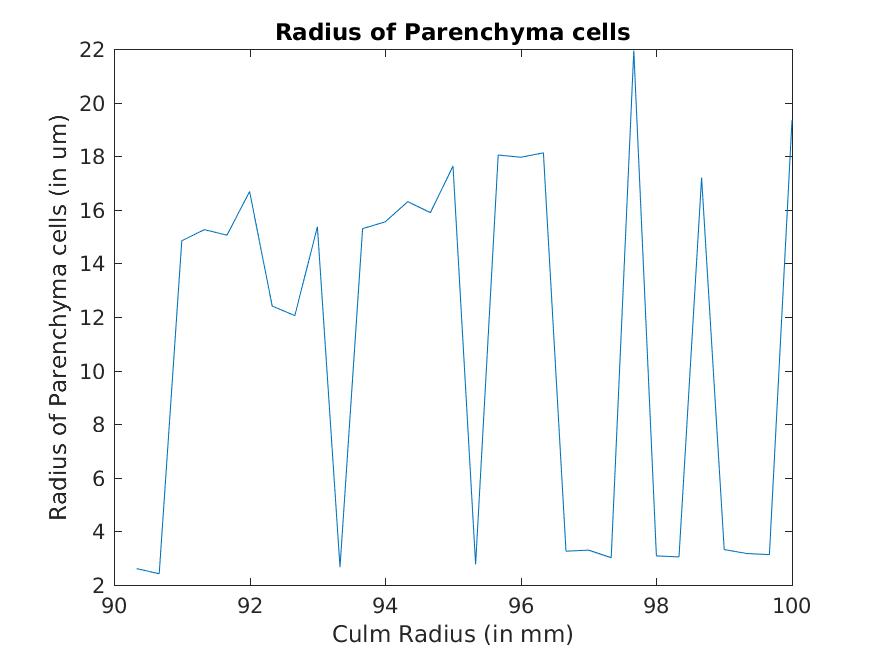 Radius of Parenchyma cells
22
20
18
16
14
12
10
8
6
4
2
Radius of Parenchyma cells (in um)
90 92 94 96 98 100
Culm Radius (in mm)